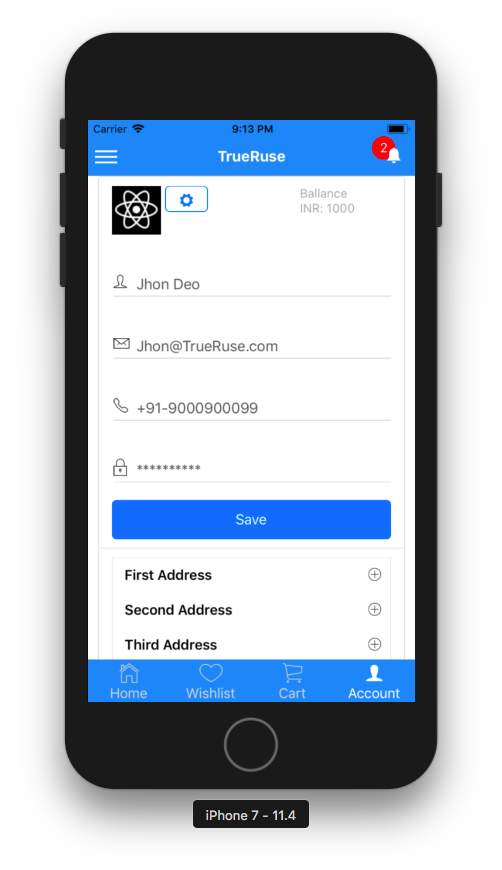 Carrier 9:13 PM
TrueRuse
2
Ballance
INR: 1000
Jhon Deo
Jhon@TrueRuse.com
+91-9000900099
**********
Save
First Address
Second Address
Third Address
Home Wishlist Cart Account
iPhone 7 - 11.4